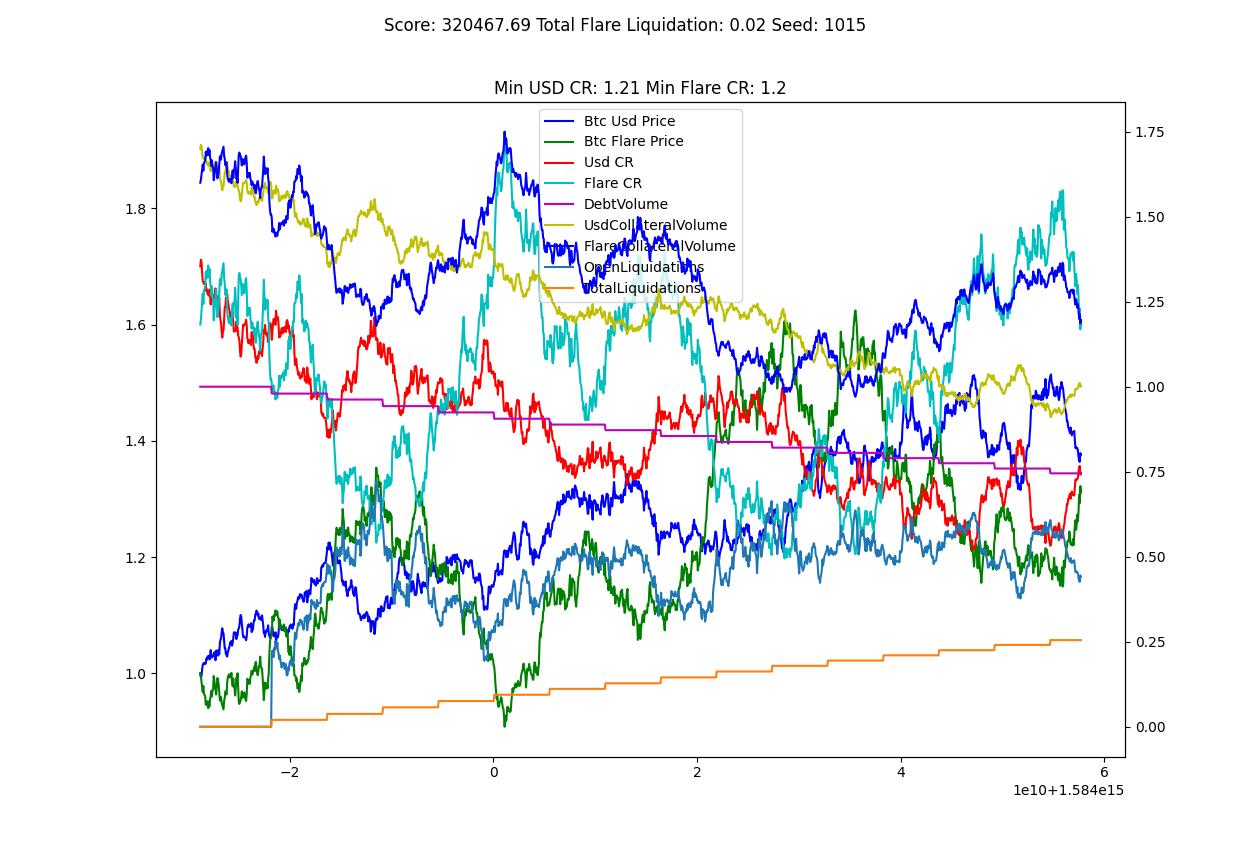 Score: 320467.69 Total Flare Liquidation: 0.02 Seed: 1015
Min USD CR: 1.21 Min Flare CR: 1.2
Btc Usd Price
Btc Flare Price
Usd CR
Flare CR
DebtVolume
UsdCollateralVolume
FlareCollateralVolume
OpenLiquidations
TotalLiquidations
1.8
1.6
1.4
1.2
1.0
1.75
1.50
1.25
1.00
0.75
0.50
0.25
0.00
−2
0
2
4
6
1e10+1.584e15